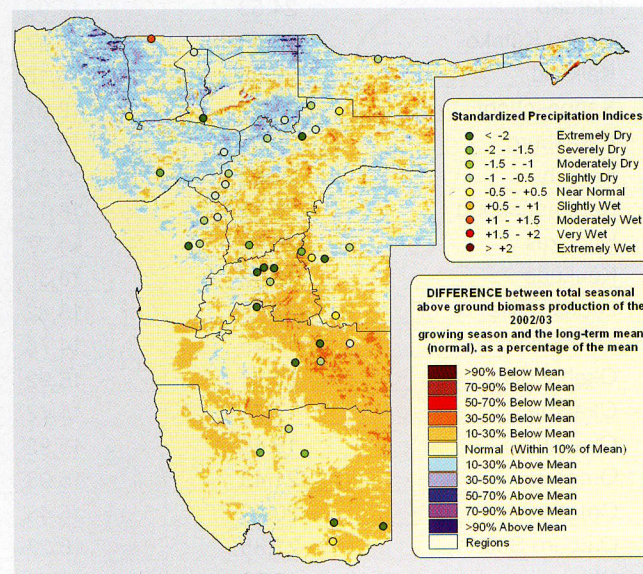 Standardized Precipitation Indices
< -2 Extremely Dry
-2 - -1.5 Severely Dry
-1.5 - -1 Moderately Dry
-1 - -0.5 Slightly Dry
-0.5 - +0.5 Near Normal
+0.5 - +1 Slightly Wet
+1 - +1.5 Moderately Wet
+1.5 - +2 Very Wet
> +2 Extremely Wet
DIFFERENCE between total seasonal
above ground biomass production of the
2002/03
growing season and the long-term mean
(normal), as a percentage of the mean
>90% Below Mean
70-90% Below Mean
50-70% Below Mean
30-50% Below Mean
10-30% Below Mean
Normal (Within 10% of Mean)
10-30% Above Mean
30-50% Above Mean
50-70% Above Mean
70-90% Above Mean
>90% Above Mean
Regions